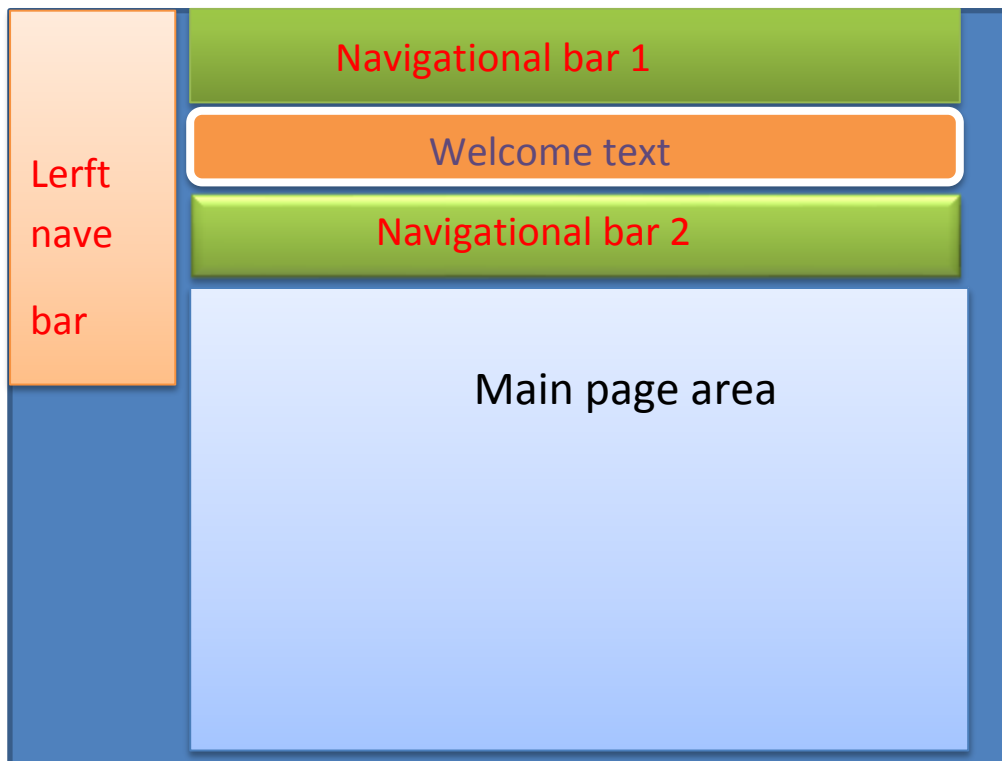 Navigational bar 1
Welcome text
Navigational bar 2
Lerft
nave
bar
Main page area